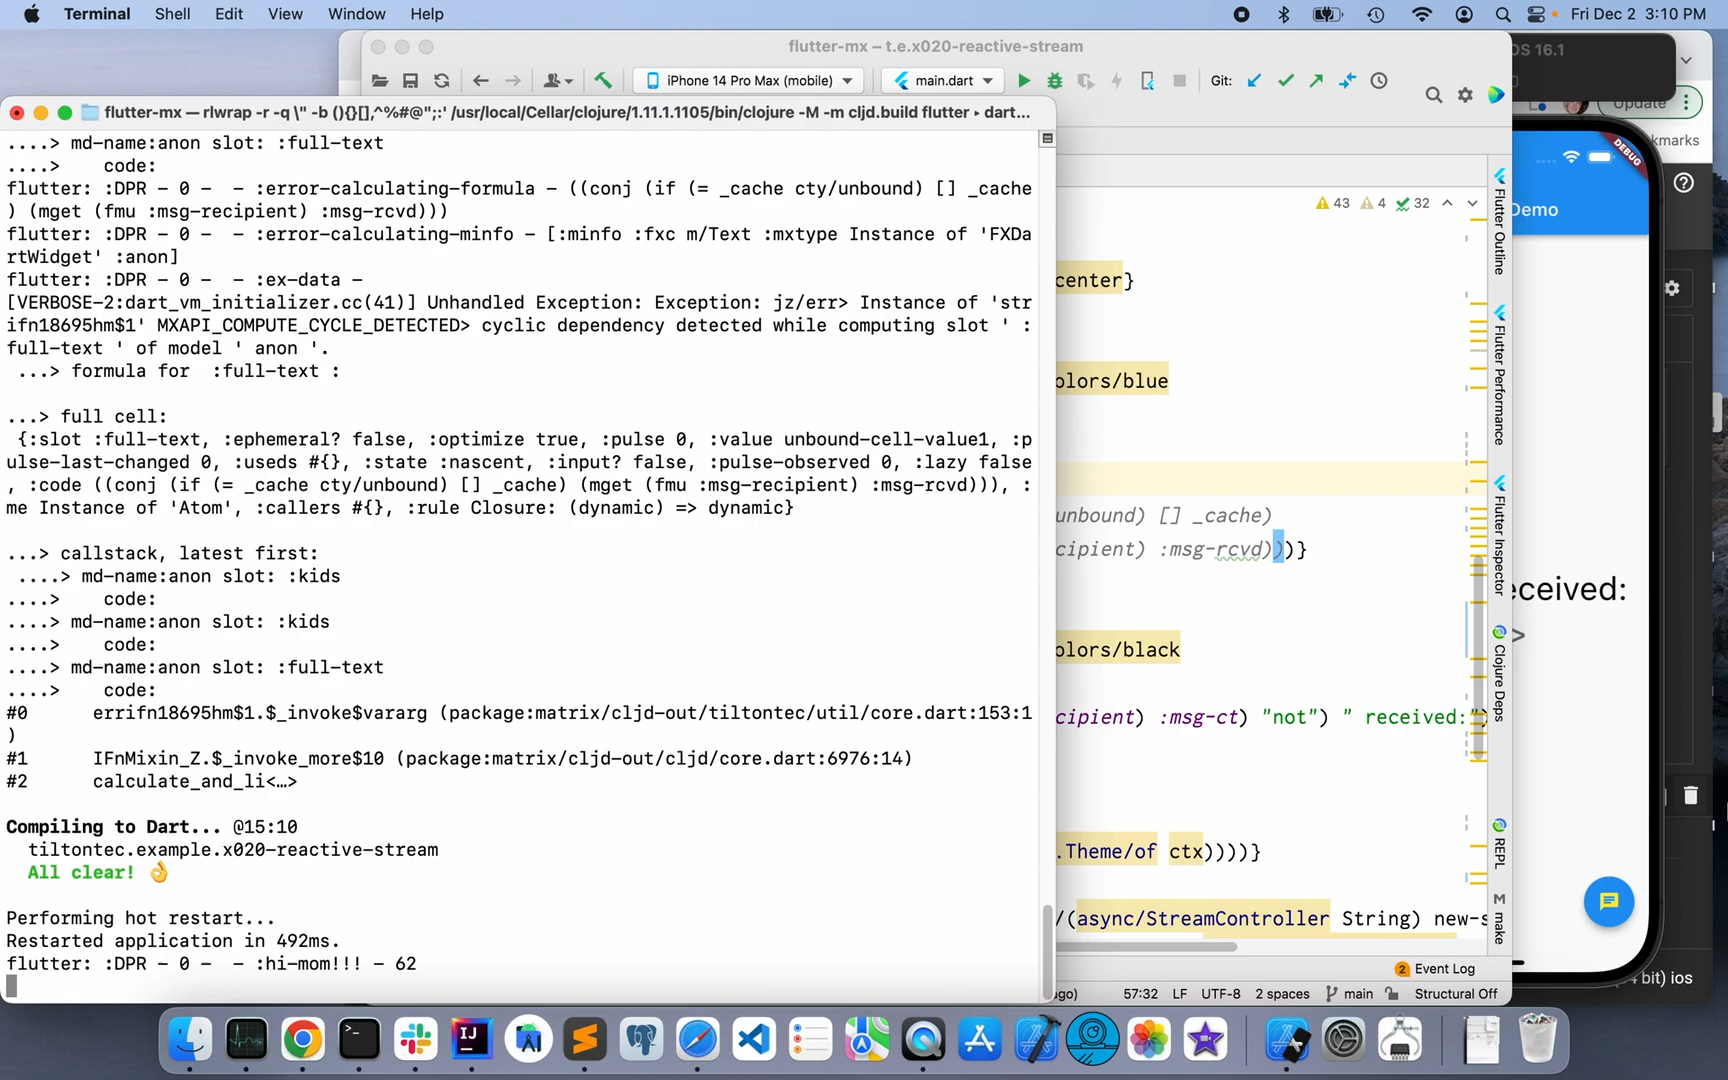 Terminal Shell Edit View Window Help
Fri Dec 2 3:10 PM
flutter-mx – t.e.x020-reactive-stream
OS 16.1
iPhone 14 Pro Max (mobile)
main.dart
Git:
Update
flutter-mx — rlwrap -r -q \" -b (){}[],^%#@";:' /usr/local/Cellar/clojure/1.11.1.1105/bin/clojure -M -m cljd.build flutter ▸ dart...
kmarks
....> md-name:anon slot: :full-text
....>    code:
flutter: :DPR – 0 –  – :error-calculating-formula – ((conj (if (= _cache cty/unbound) [] _cache
) (mget (fmu :msg-recipient) :msg-rcvd)))
flutter: :DPR – 0 –  – :error-calculating-minfo – [:minfo :fxc m/Text :mxtype Instance of 'FXDa
rtWidget' :anon]
flutter: :DPR – 0 –  – :ex-data –
[VERBOSE-2:dart_vm_initializer.cc(41)] Unhandled Exception: Exception: jz/err> Instance of 'str
ifn18695hm$1' MXAPI_COMPUTE_CYCLE_DETECTED> cyclic dependency detected while computing slot ' :
full-text ' of model ' anon '.
...> formula for  :full-text :
...> full cell:
{:slot :full-text, :ephemeral? false, :optimize true, :pulse 0, :value unbound-cell-value1, :p
ulse-last-changed 0, :useds #{}, :state :nascent, :input? false, :pulse-observed 0, :lazy false
, :code ((conj (if (= _cache cty/unbound) [] _cache) (mget (fmu :msg-recipient) :msg-rcvd))), :
me Instance of 'Atom', :callers #{}, :rule Closure: (dynamic) => dynamic}
...> callstack, latest first:
....> md-name:anon slot: :kids
....>    code:
....> md-name:anon slot: :kids
....>    code:
....> md-name:anon slot: :full-text
....>    code:
#0      errifn18695hm$1.$_invoke$vararg (package:matrix/cljd-out/tiltontec/util/core.dart:153:1
)
#1      IFnMixin_Z.$_invoke_more$10 (package:matrix/cljd-out/cljd/core.dart:6976:14)
#2      calculate_and_li<…>
Compiling to Dart... @15:10
tiltontec.example.x020-reactive-stream
All clear! 👌
Performing hot restart...
Restarted application in 492ms.
flutter: :DPR – 0 –  – :hi-mom!!! – 62
43 4 32
center}
olors/blue
unbound) [] _cache)
cipient) :msg-rcvd)))}
olors/black
cipient) :msg-ct) "not") " received:")
.Theme/of ctx))))}
/(async/StreamController String) new-s
Flutter Outline
Flutter Performance
Flutter Inspector
Clojure Deps
REPL
M make
DEBUG
Demo
eceived:
>
2 Event Log
ago) 57:32 LF UTF-8 2 spaces main Structural Off
bit) ios